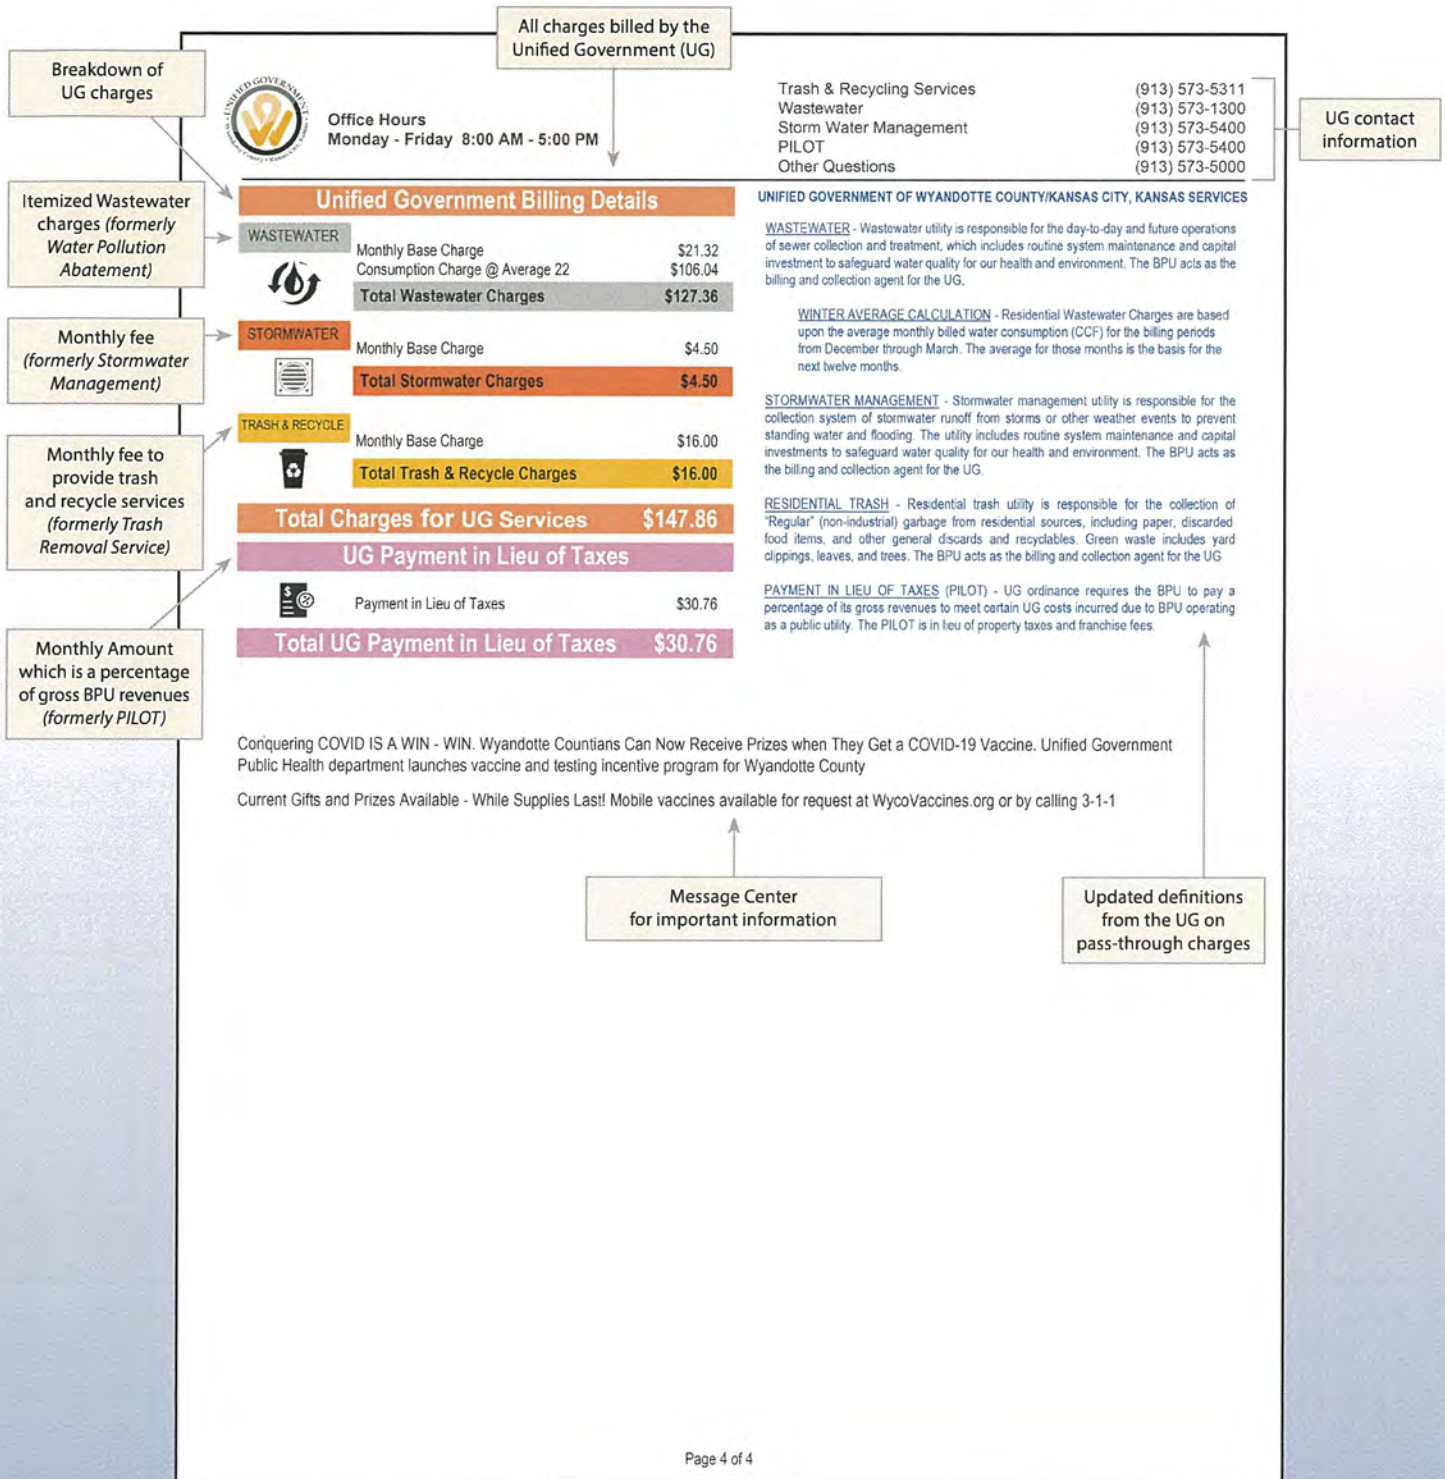 All charges billed by the
Unified Government (UG)
Breakdown of
UG charges
UNIFIED GOVERNMENT
Wyandotte County • Kansas City, Kansas
Office Hours
Monday - Friday 8:00 AM - 5:00 PM
Trash & Recycling Services (913) 573-5311
Wastewater (913) 573-1300
Storm Water Management (913) 573-5400
PILOT (913) 573-5400
Other Questions (913) 573-5000
UG contact
information
Itemized Wastewater
charges (formerly
Water Pollution
Abatement)
Monthly fee
(formerly Stormwater
Management)
Monthly fee to
provide trash
and recycle services
(formerly Trash
Removal Service)
Monthly Amount
which is a percentage
of gross BPU revenues
(formerly PILOT)
Unified Government Billing Details
WASTEWATER
Monthly Base Charge $21.32
Consumption Charge @ Average 22 $106.04
Total Wastewater Charges $127.36
STORMWATER
Monthly Base Charge $4.50
Total Stormwater Charges $4.50
TRASH & RECYCLE
Monthly Base Charge $16.00
Total Trash & Recycle Charges $16.00
Total Charges for UG Services $147.86
UG Payment in Lieu of Taxes
Payment in Lieu of Taxes $30.76
Total UG Payment in Lieu of Taxes $30.76
UNIFIED GOVERNMENT OF WYANDOTTE COUNTY/KANSAS CITY, KANSAS SERVICES
WASTEWATER - Wastewater utility is responsible for the day-to-day and future operations
of sewer collection and treatment, which includes routine system maintenance and capital
investment to safeguard water quality for our health and environment. The BPU acts as the
billing and collection agent for the UG.
WINTER AVERAGE CALCULATION - Residential Wastewater Charges are based
upon the average monthly billed water consumption (CCF) for the billing periods
from December through March. The average for those months is the basis for the
next twelve months.
STORMWATER MANAGEMENT - Stormwater management utility is responsible for the
collection system of stormwater runoff from storms or other weather events to prevent
standing water and flooding. The utility includes routine system maintenance and capital
investments to safeguard water quality for our health and environment. The BPU acts as
the billing and collection agent for the UG.
RESIDENTIAL TRASH - Residential trash utility is responsible for the collection of
"Regular" (non-industrial) garbage from residential sources, including paper, discarded
food items, and other general discards and recyclables. Green waste includes yard
clippings, leaves, and trees. The BPU acts as the billing and collection agent for the UG
PAYMENT IN LIEU OF TAXES (PILOT) - UG ordinance requires the BPU to pay a
percentage of its gross revenues to meet certain UG costs incurred due to BPU operating
as a public utility. The PILOT is in lieu of property taxes and franchise fees.
Conquering COVID IS A WIN - WIN. Wyandotte Countians Can Now Receive Prizes when They Get a COVID-19 Vaccine. Unified Government
Public Health department launches vaccine and testing incentive program for Wyandotte County
Current Gifts and Prizes Available - While Supplies Last! Mobile vaccines available for request at WycoVaccines.org or by calling 3-1-1
Message Center
for important information
Updated definitions
from the UG on
pass-through charges
Page 4 of 4